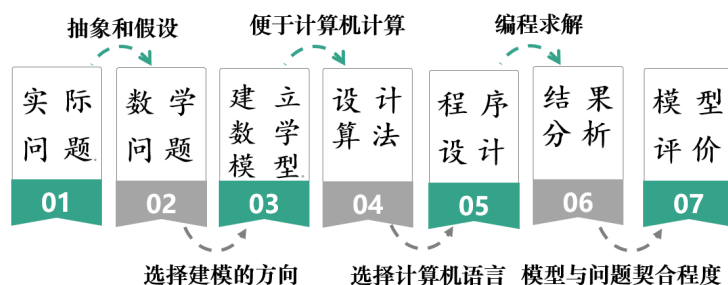 抽象和假设
便于计算机计算
编程求解
实际
问题.
数学
问题
建立
数学
模型.
设计
算法
程序
设计
结果
分析
模型
评价
01
02
03
04
05
06
07
选择建模的方向
选择计算机语言
模型与问题契合程度